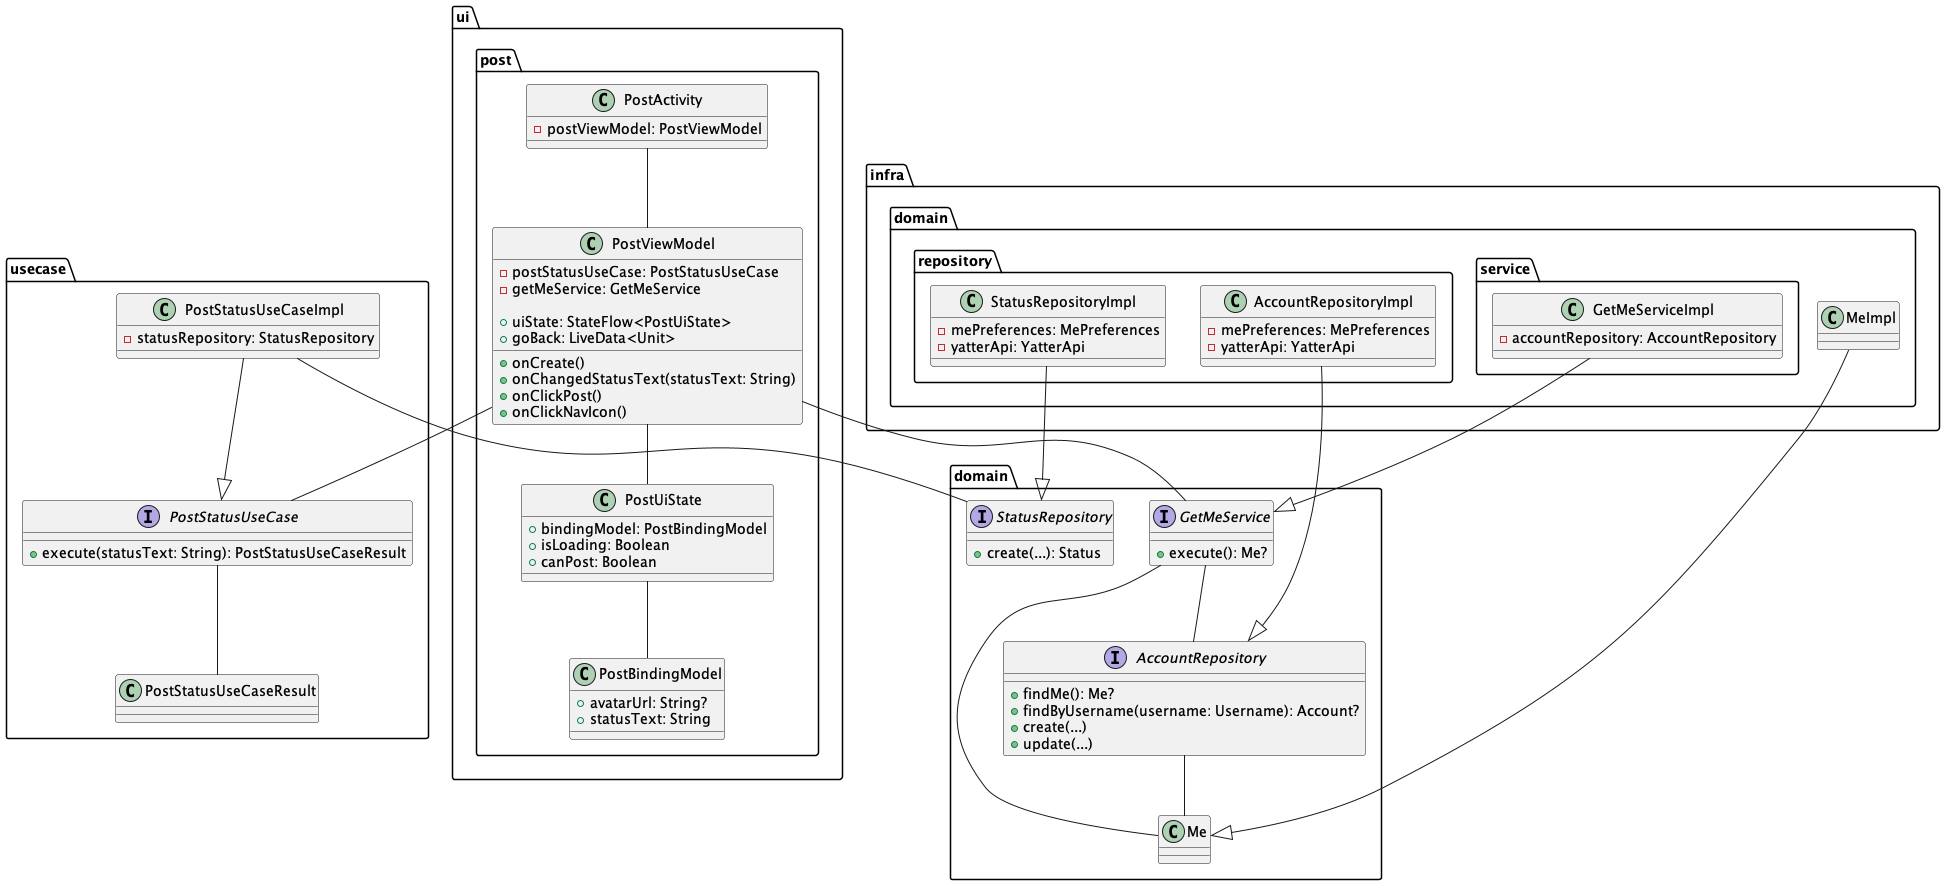 ui
post
C PostActivity
postViewModel: PostViewModel
C PostViewModel
postStatusUseCase: PostStatusUseCase
getMeService: GetMeService
uiState: StateFlow<PostUiState>
goBack: LiveData<Unit>
onCreate()
onChangedStatusText(statusText: String)
onClickPost()
onClickNavIcon()
C PostUiState
bindingModel: PostBindingModel
isLoading: Boolean
canPost: Boolean
C PostBindingModel
avatarUrl: String?
statusText: String
usecase
C PostStatusUseCaseImpl
statusRepository: StatusRepository
I PostStatusUseCase
execute(statusText: String): PostStatusUseCaseResult
C PostStatusUseCaseResult
infra
domain
repository
C StatusRepositoryImpl
mePreferences: MePreferences
yatterApi: YatterApi
C AccountRepositoryImpl
mePreferences: MePreferences
yatterApi: YatterApi
service
C GetMeServiceImpl
accountRepository: AccountRepository
C MeImpl
domain
I StatusRepository
create(...): Status
I GetMeService
execute(): Me?
I AccountRepository
findMe(): Me?
findByUsername(username: Username): Account?
create(...)
update(...)
C Me